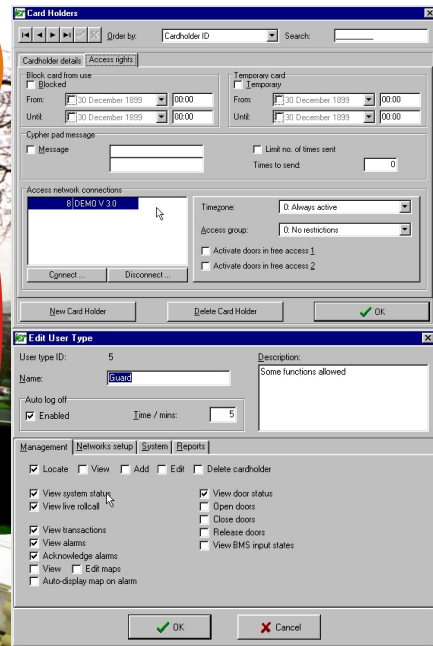 Card Holders
Order by: Cardholder ID Search:
Cardholder details Access rights
Block card from use Temporary card
Blocked Temporary
From: 30 December 1899 00:00 From: 30 December 1899 00:00
Until: 30 December 1899 00:00 Until: 30 December 1899 00:00
Cypher pad message
Message Limit no. of times sent
Times to send: 0
Access network connections
8 DEMO V 3.0 Timezone: 0: Always active
Access group: 0: No restrictions
Activate doors in free access 1
Activate doors in free access 2
Connect ... Disconnect ...
New Card Holder Delete Card Holder OK
Edit User Type
User type ID: 5 Description:
Name: Guard Some functions allowed
Auto log off
Enabled Time / mins: 5
Management Networks setup System Reports
Locate View Add Edit Delete cardholder
View system status View door status
View live rollcall Open doors
Close doors
View transactions Release doors
View alarms View BMS input states
Acknowledge alarms
View Edit maps
Auto-display map on alarm
OK Cancel